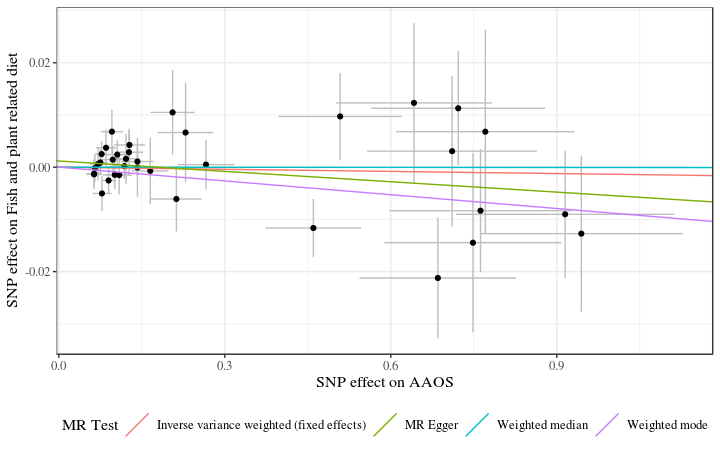 SNP effect on Fish and plant related diet
0.02
0.00
-0.02
0.0
0.3
0.6
0.9
SNP effect on AAOS
MR Test
Inverse variance weighted (fixed effects)
MR Egger
Weighted median
Weighted mode